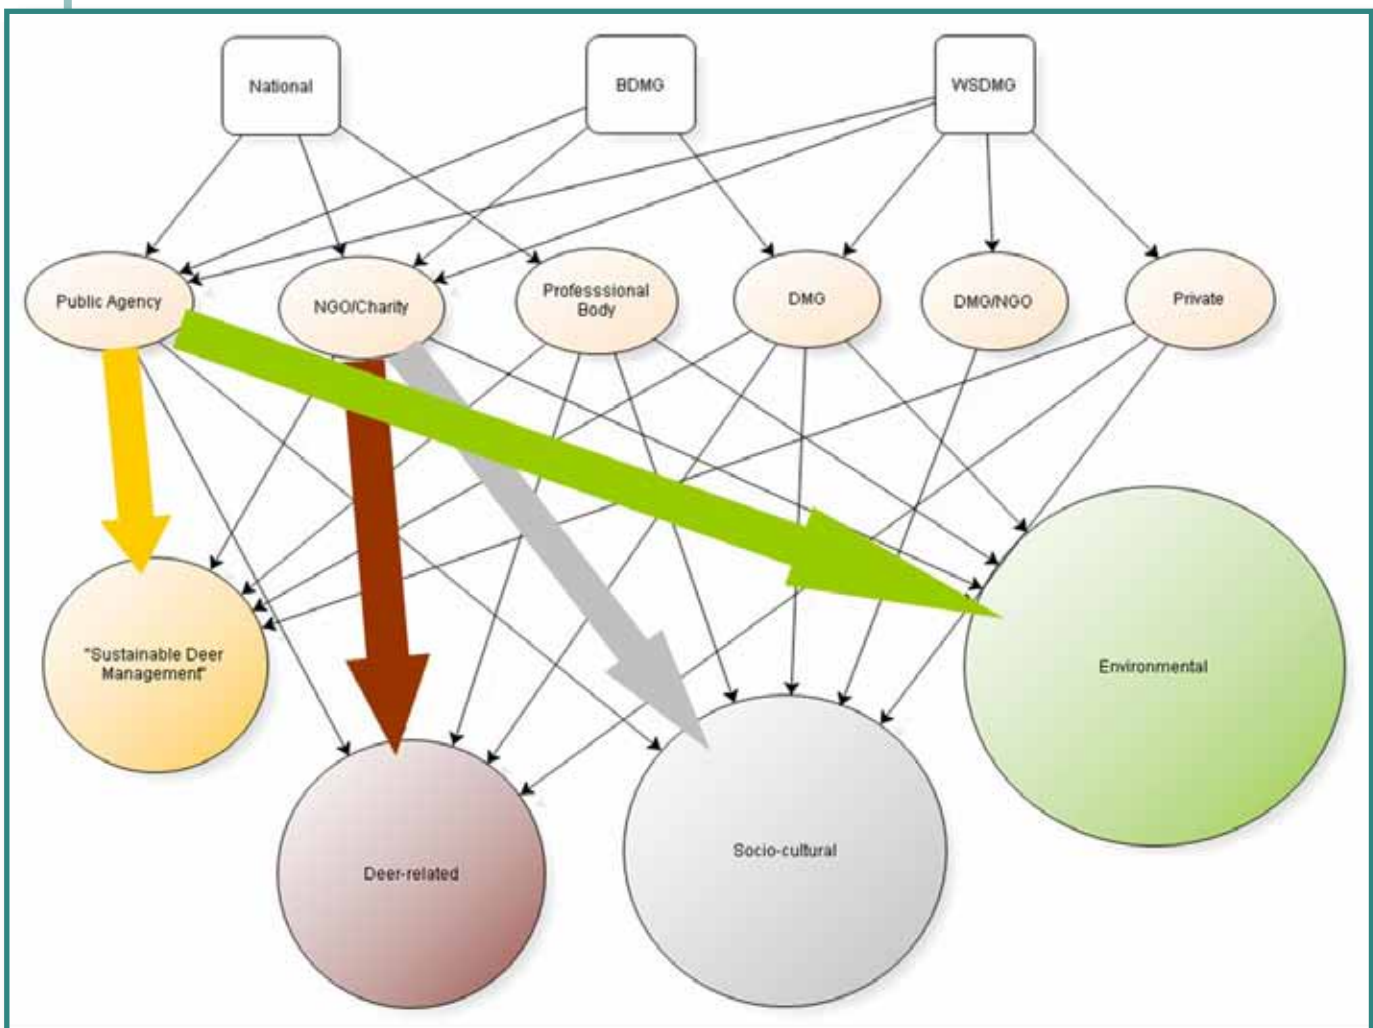 National
BDMG
WSDMG
Public Agency
NGO/Charity
Professsional
Body
DMG
DMG/NGO
Private
"Sustainable Deer
Management"
Environmental
Deer-related
Socio-cultural